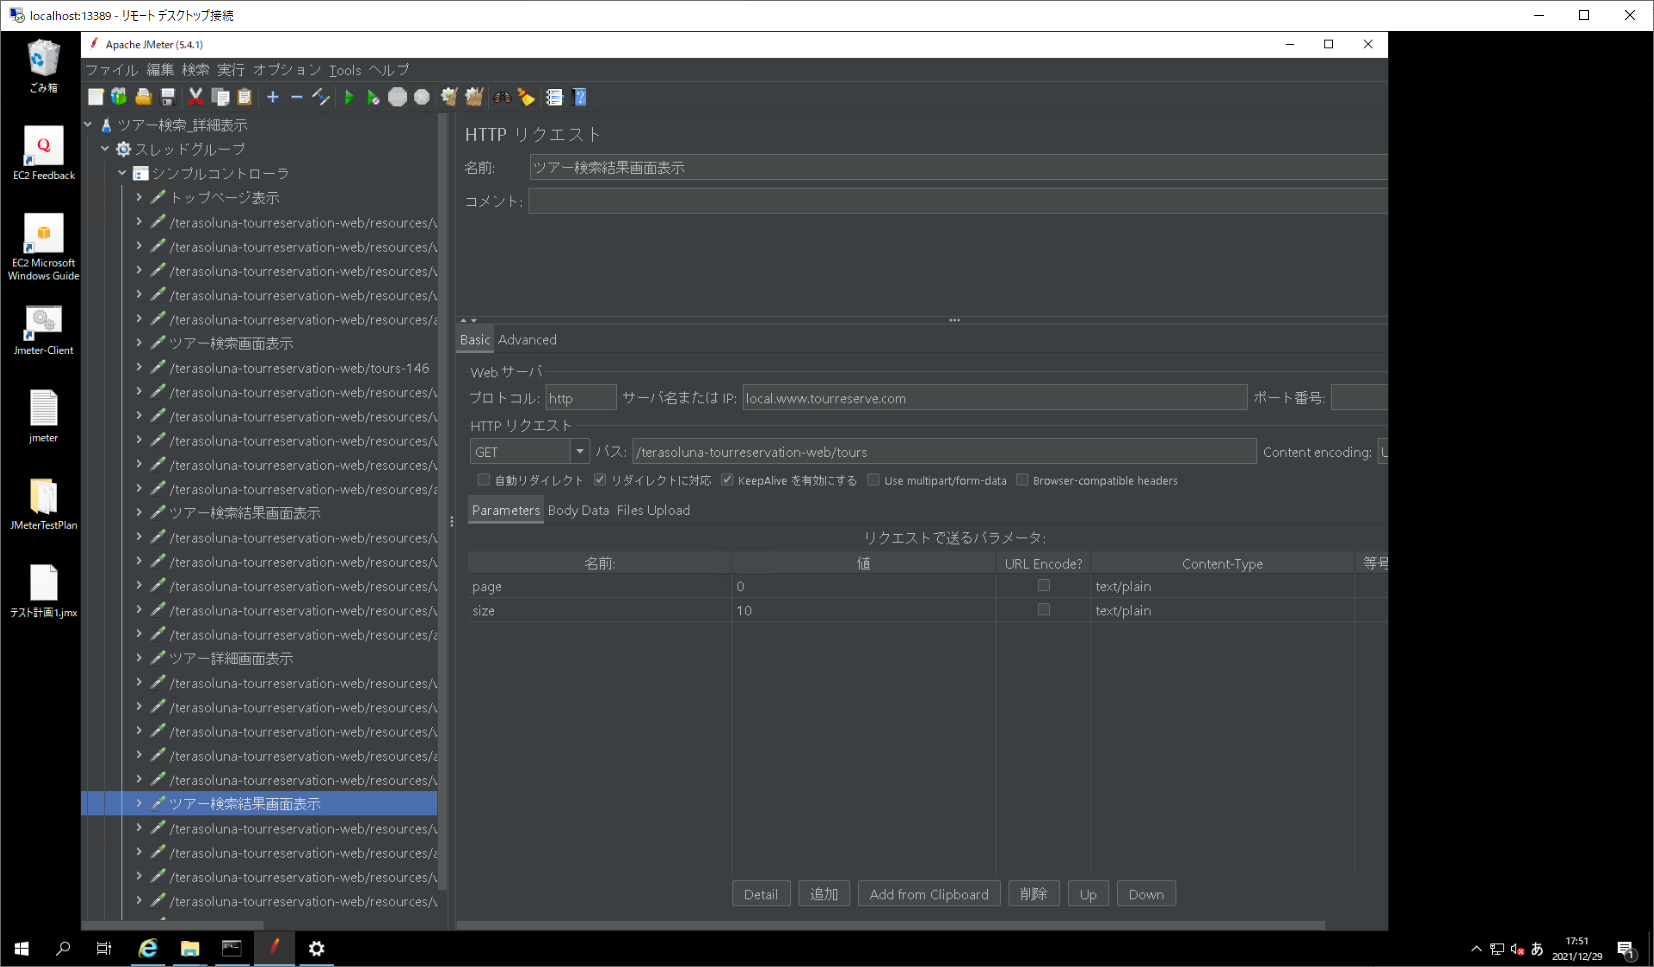 localhost:13389 - リモート デスクトップ接続
ごみ箱
EC2 Feedback
EC2 Microsoft
Windows Guide
Jmeter-Client
jmeter
JMeterTestPlan
テスト計画1.jmx
Apache JMeter (5.4.1)
ファイル 編集 検索 実行 オプション Tools ヘルプ
ツアー検索_詳細表示
スレッドグループ
シンプルコントローラ
トップページ表示
/terasoluna-tourreservation-web/resources/v
/terasoluna-tourreservation-web/resources/v
/terasoluna-tourreservation-web/resources/v
/terasoluna-tourreservation-web/resources/v
/terasoluna-tourreservation-web/resources/a
ツアー検索画面表示
/terasoluna-tourreservation-web/tours-146
/terasoluna-tourreservation-web/resources/v
/terasoluna-tourreservation-web/resources/v
/terasoluna-tourreservation-web/resources/v
/terasoluna-tourreservation-web/resources/v
/terasoluna-tourreservation-web/resources/a
ツアー検索結果画面表示
/terasoluna-tourreservation-web/resources/v
/terasoluna-tourreservation-web/resources/v
/terasoluna-tourreservation-web/resources/v
/terasoluna-tourreservation-web/resources/v
/terasoluna-tourreservation-web/resources/a
ツアー詳細画面表示
/terasoluna-tourreservation-web/resources/v
/terasoluna-tourreservation-web/resources/v
/terasoluna-tourreservation-web/resources/v
/terasoluna-tourreservation-web/resources/a
/terasoluna-tourreservation-web/resources/v
ツアー検索結果画面表示
/terasoluna-tourreservation-web/resources/v
/terasoluna-tourreservation-web/resources/a
/terasoluna-tourreservation-web/resources/v
/terasoluna-tourreservation-web/resources/v
HTTP リクエスト
名前: ツアー検索結果画面表示
コメント:
Basic Advanced
Web サーバ
プロトコル: http サーバ名または IP: local.www.tourreserve.com ポート番号:
HTTP リクエスト
GET パス: /terasoluna-tourreservation-web/tours Content encoding: U
自動リダイレクト リダイレクトに対応 KeepAlive を有効にする Use multipart/form-data Browser-compatible headers
Parameters Body Data Files Upload
リクエストで送るパラメータ:
名前: 値 URL Encode? Content-Type 等号
page 0 text/plain
size 10 text/plain
Detail 追加 Add from Clipboard 削除 Up Down
あ 17:51
2021/12/29
1